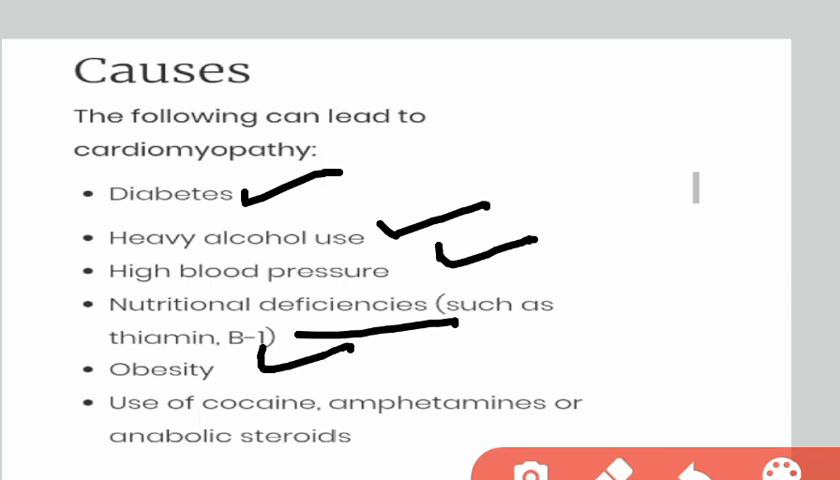 Causes
The following can lead to
cardiomyopathy:
• Diabetes
• Heavy alcohol use
• High blood pressure
• Nutritional deficiencies (such as
thiamin, B-1)
• Obesity
• Use of cocaine, amphetamines or
anabolic steroids